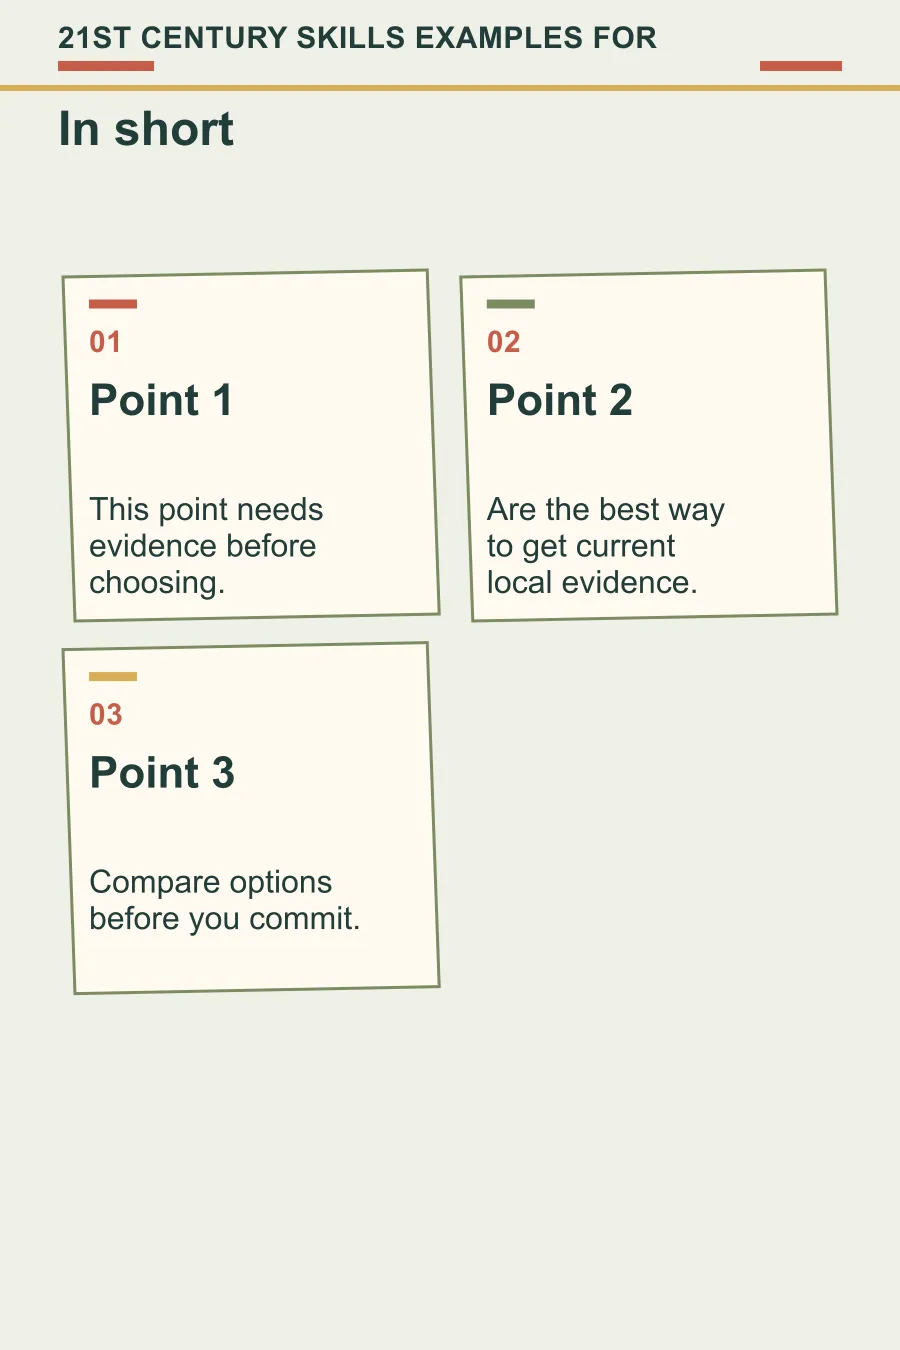 21ST CENTURY SKILLS EXAMPLES FOR
In short
01
Point 1
This point needs
evidence before
choosing.
02
Point 2
Are the best way
to get current
local evidence.
03
Point 3
Compare options
before you commit.